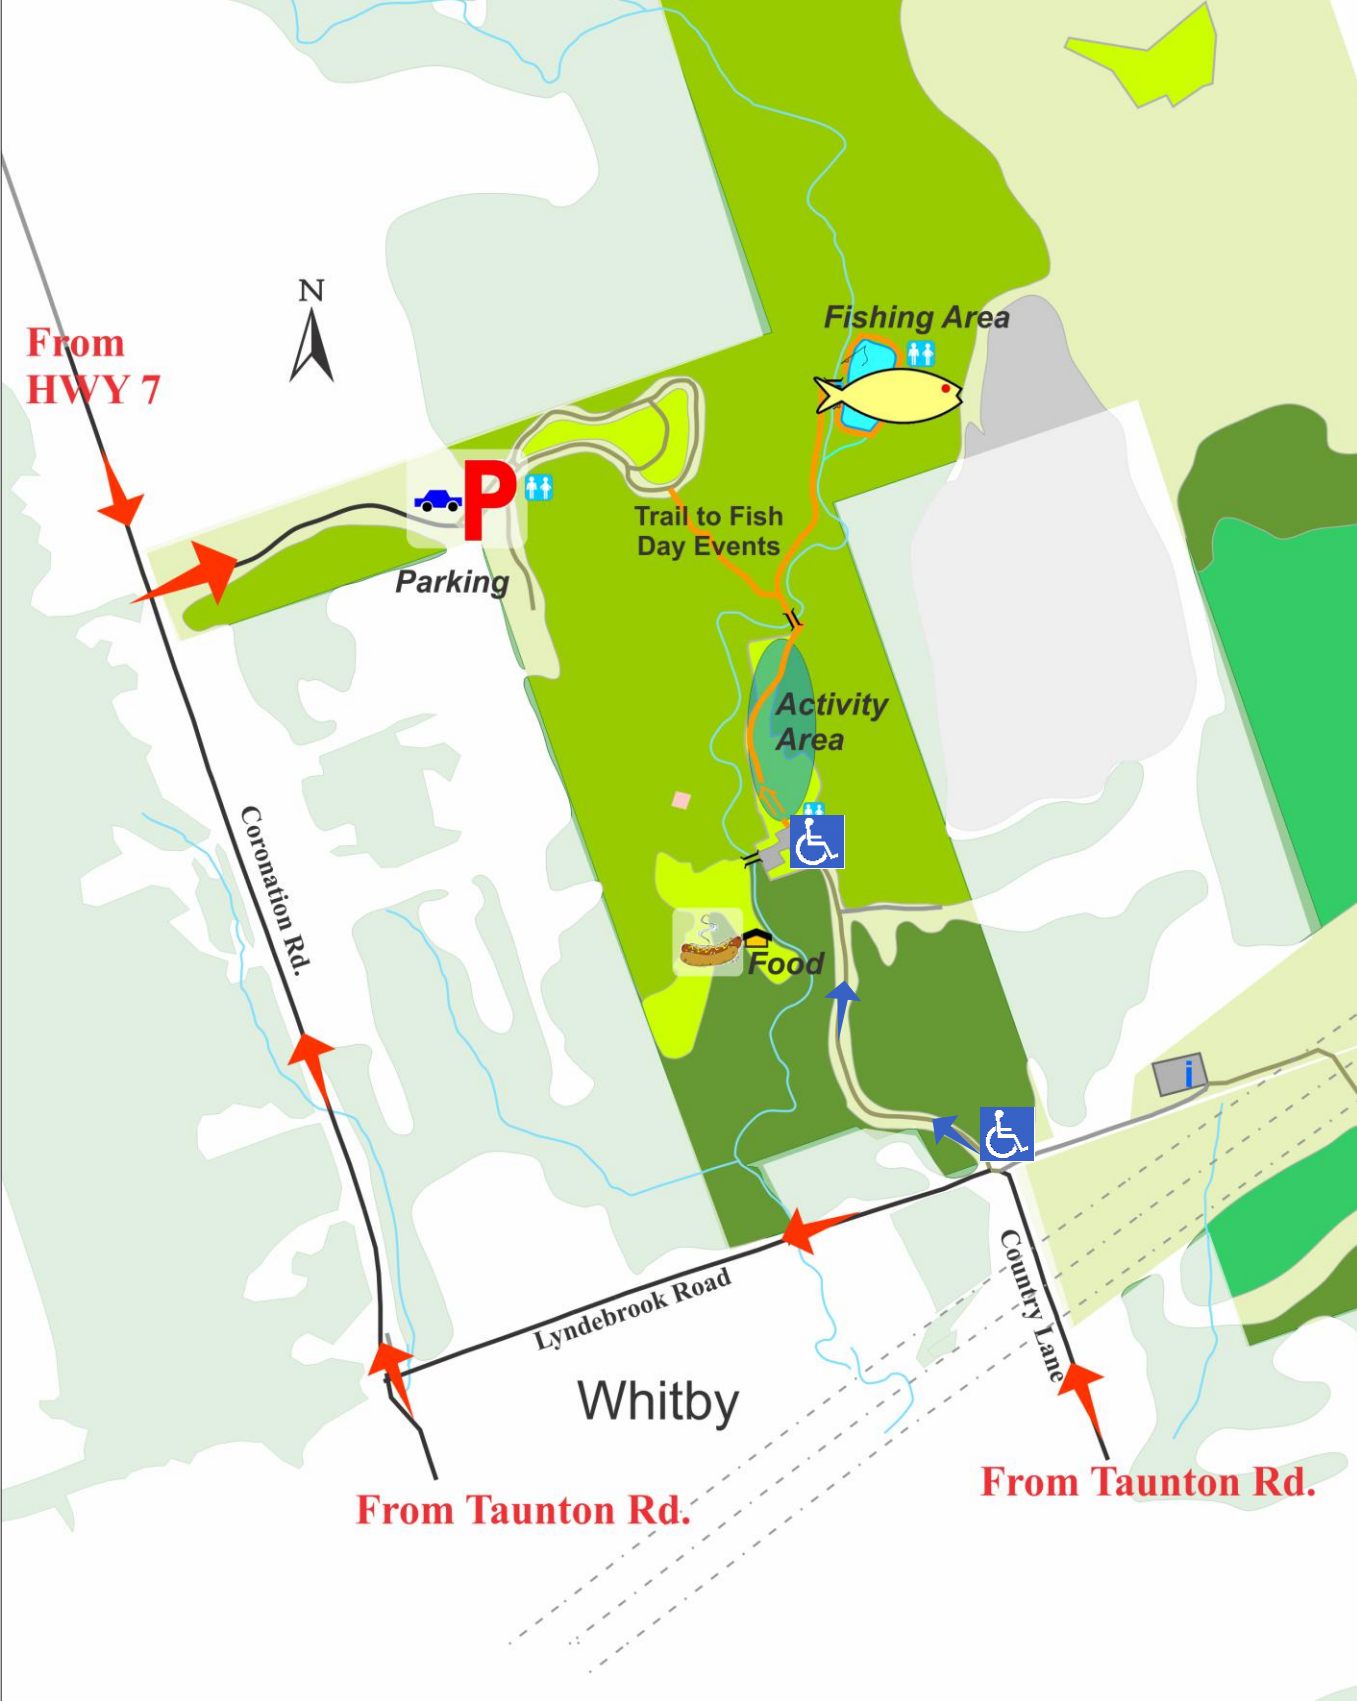 N
From
HWY 7
Fishing Area
P
Trail to Fish
Day Events
Parking
Activity
Area
Coronation Rd.
Food
i
Country Lane
Lyndebrook Road
Whitby
From Taunton Rd.
From Taunton Rd.